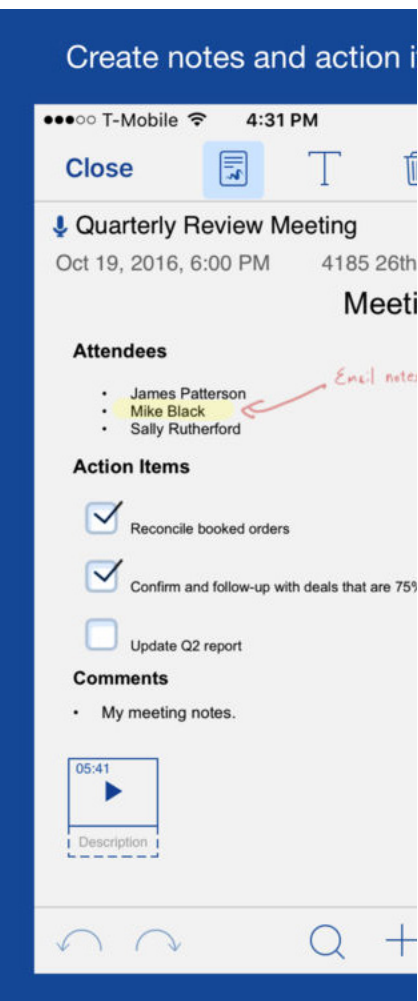 Create notes and action i
T-Mobile 4:31 PM
Close T
Quarterly Review Meeting
Oct 19, 2016, 6:00 PM 4185 26th
Meeti
Attendees
Email notes
• James Patterson
• Mike Black
• Sally Rutherford
Action Items
Reconcile booked orders
Confirm and follow-up with deals that are 75%
Update Q2 report
Comments
• My meeting notes.
05:41
Description